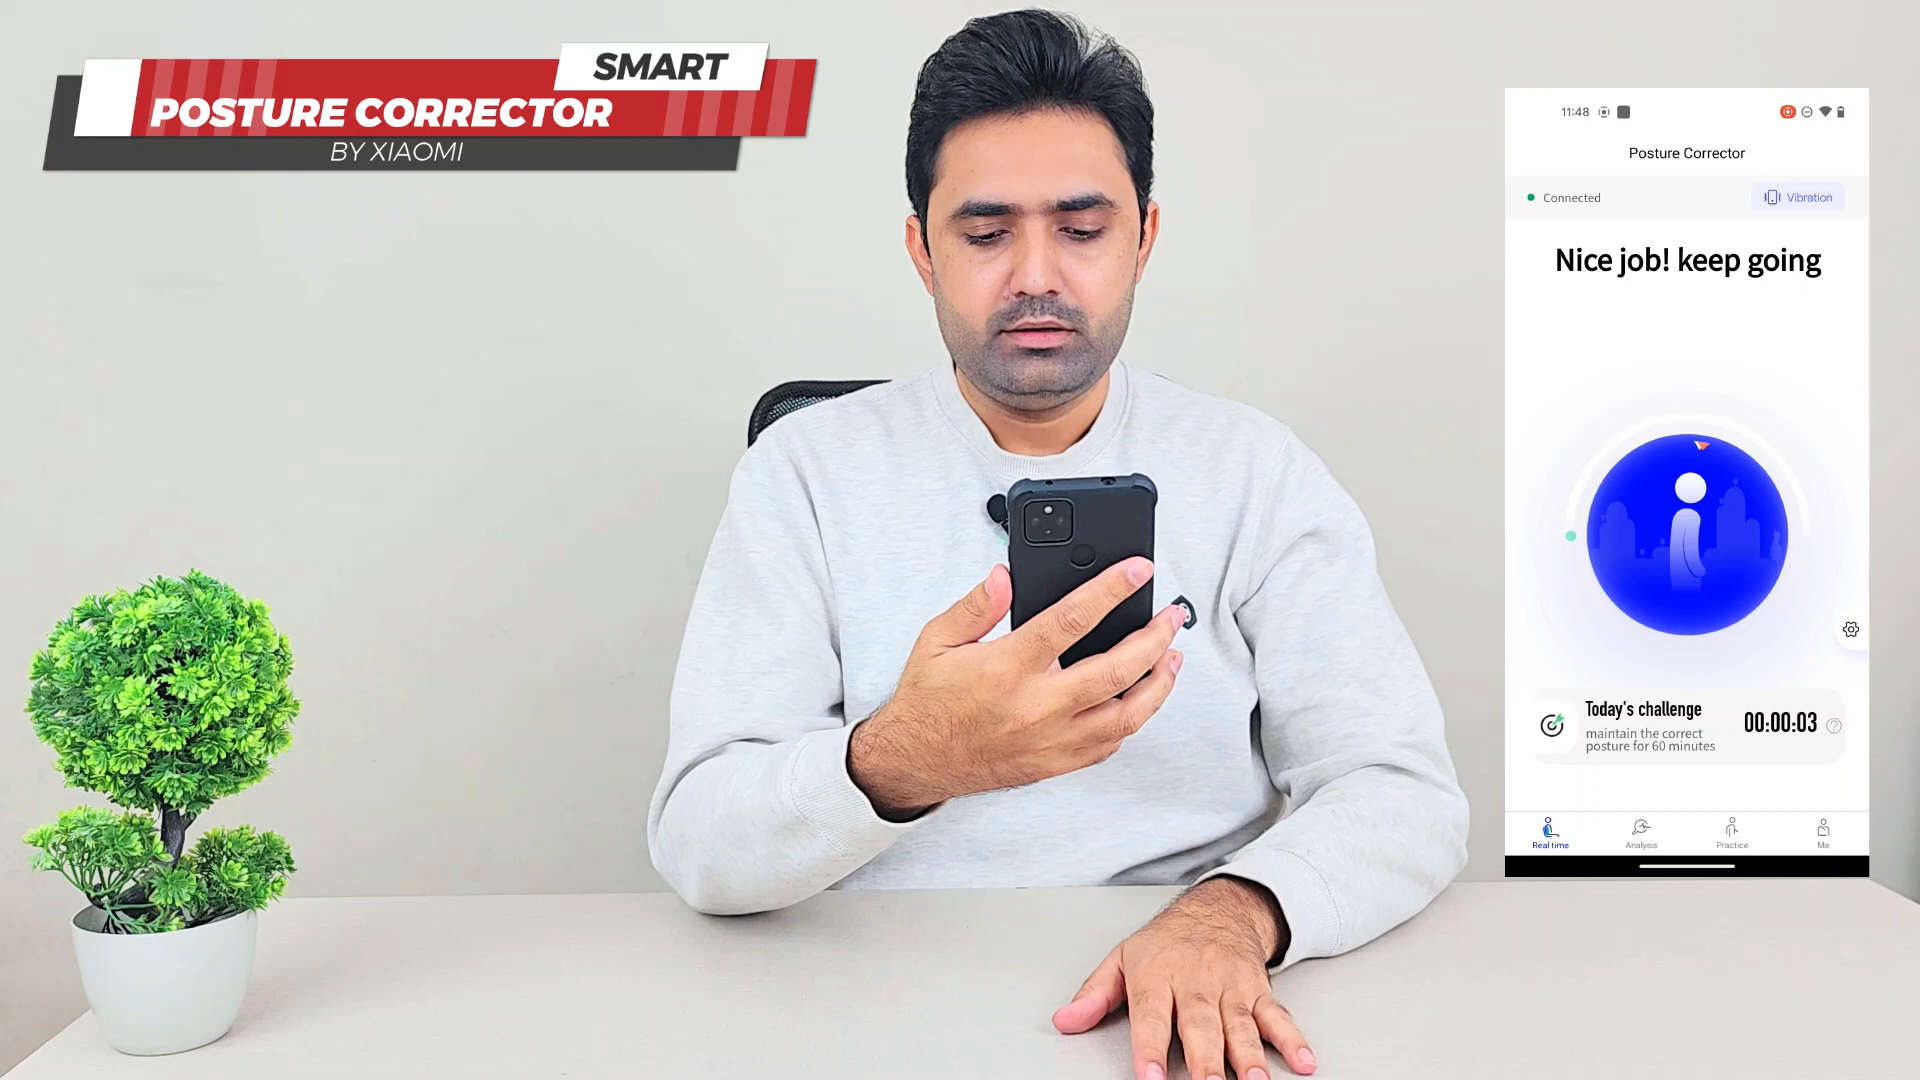 SMART
POSTURE CORRECTOR
BY XIAOMI
11:48
Posture Corrector
Connected
Vibration
Nice job! keep going
Today's challenge
maintain the correct
posture for 60 minutes
00:00:03
Real time
Analysis
Practice
Me